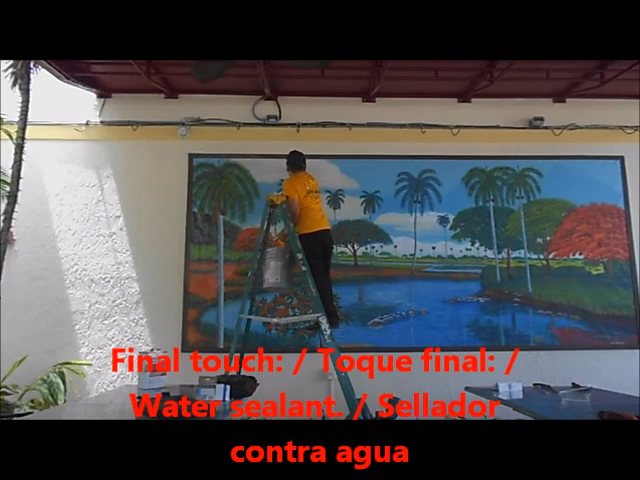 Final touch: / Toque final: /
Water sealant. / Sellador
contra agua